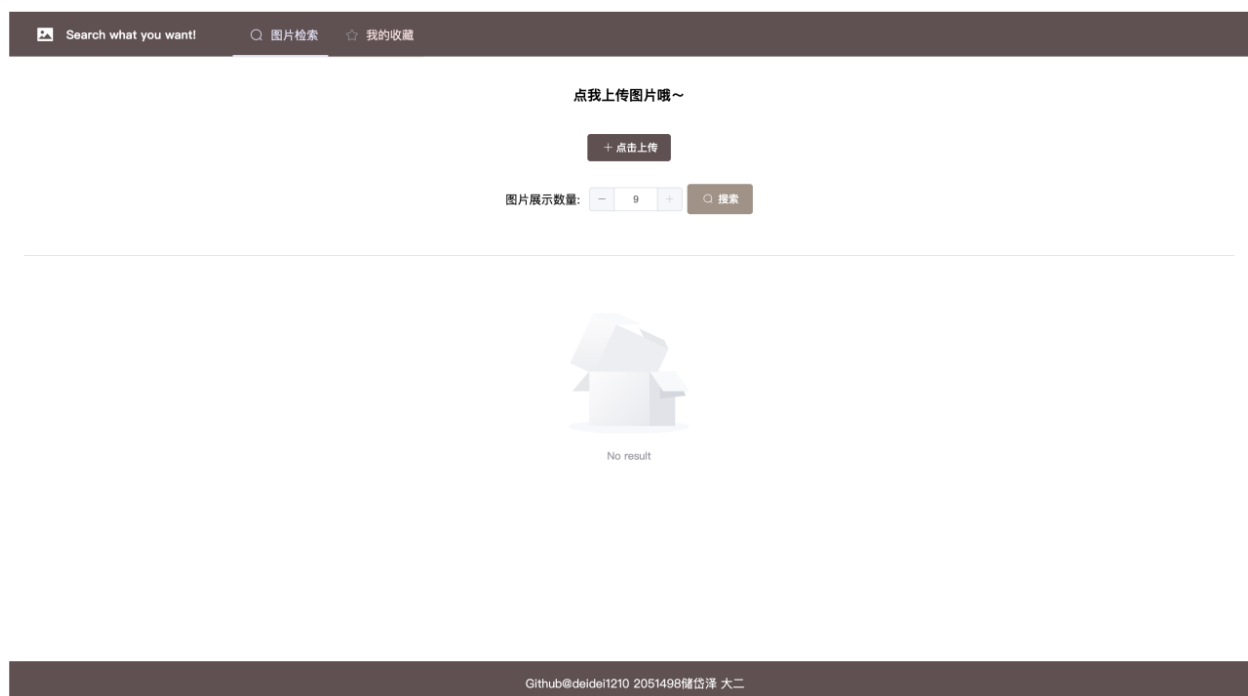 Search what you want! 图片检索 我的收藏
点我上传图片哦～
点击上传
图片展示数量: 9 搜索
No result
Github@deidei1210 2051498储岱泽 大二